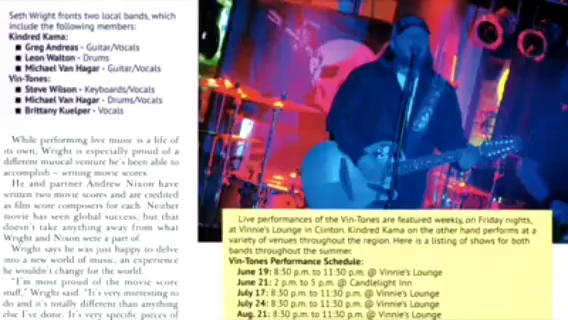 Seth Wright fronts two local bands, which
include the following members:
Kindred Kama:
■ Greg Andreas - Guitar/Vocals
■ Leon Walton - Drums
■ Michael Van Hagar - Guitar/Vocals
Vin-Tones:
■ Steve Wilson - Keyboards/Vocals
■ Michael Van Hagar - Drums/Vocals
■ Brittany Kuelper - Vocals
While performing live music is a life of
its own, Wright is especially proud of a
different musical venture he's been able to
accomplish – writing movie scores.
He and partner Andrew Nixon have
written two movie scores and are credited
as film score composers for each. Neither
movie has seen global success, but that
doesn't take anything away from what
Wright and Nixon were a part of.
Wright says he was just happy to delve
into a new world of music, an experience
he wouldn't change for the world.
"I'm most proud of the movie score
stuff," Wright said. "It's very interesting to
do and it's totally different than anything
else I've done. It's very specific pieces of
Live performances of the Vin-Tones are featured weekly, on Friday nights,
at Vinnie's Lounge in Clinton. Kindred Kama on the other hand performs at a
variety of venues throughout the region. Here is a listing of shows for both
bands throughout the summer.
Vin-Tones Performance Schedule:
June 19: 8:30 p.m. to 11:30 p.m. @ Vinnie's Lounge
June 21: 2 p.m. to 5 p.m. @ Candlelight Inn
July 17: 8:30 p.m. to 11:30 p.m. @ Vinnie's Lounge
July 24: 8:30 p.m. to 11:30 p.m. @ Vinnie's Lounge
Aug. 21: 8:30 p.m. to 11:30 p.m. @ Vinnie's Lounge